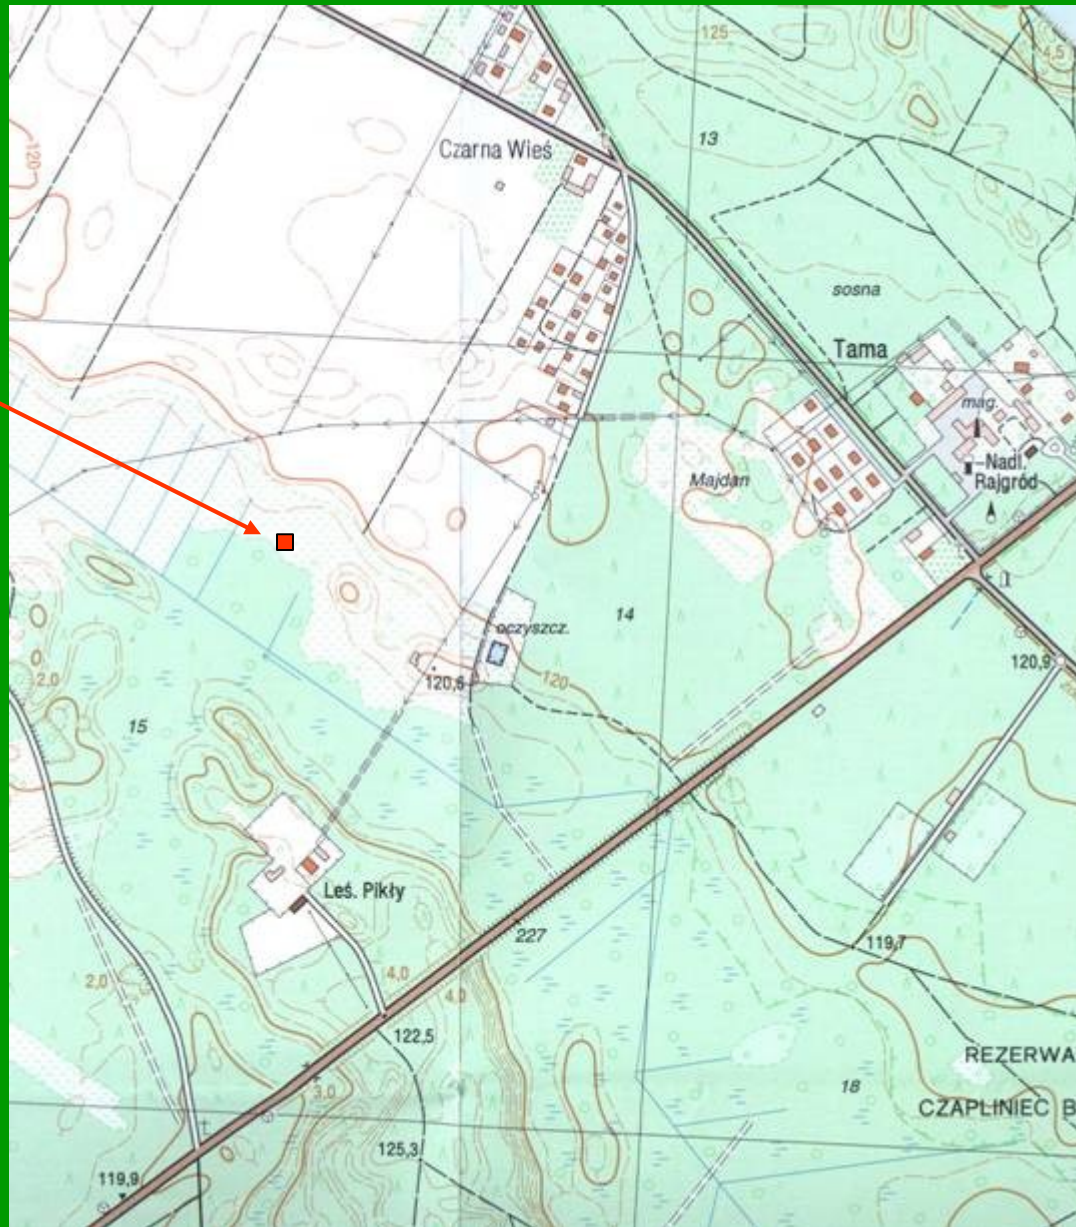 125
4,5
13
Czarna Wieś
120
sosna
Tama
mag.
Nadl.
Rajgród
Majdan
14
oczyszcz.
120,9
120,6
120
2,0
15
Leś. Pikły
227
119,7
2,0
4,0
4,0
122,5
REZERWA
18
3,0
CZAPLINIEC B
125,3
119,9